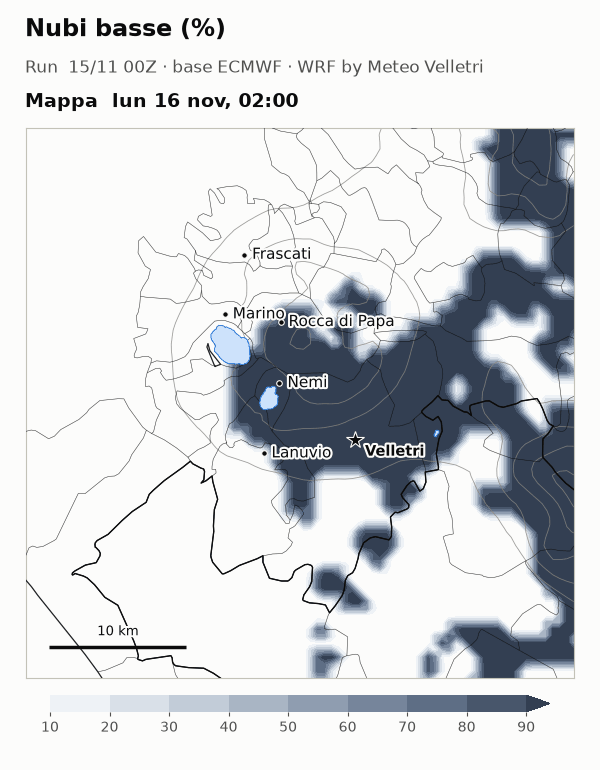 Nubi basse (%)
Run 15/11 00Z · base ECMWF · WRF by Meteo Velletri
Mappa lun 16 nov, 02:00
Frascati
Marino
Rocca di Papa
Nemi
Velletri
Lanuvio
10 km
10 20 30 40 50 60 70 80 90